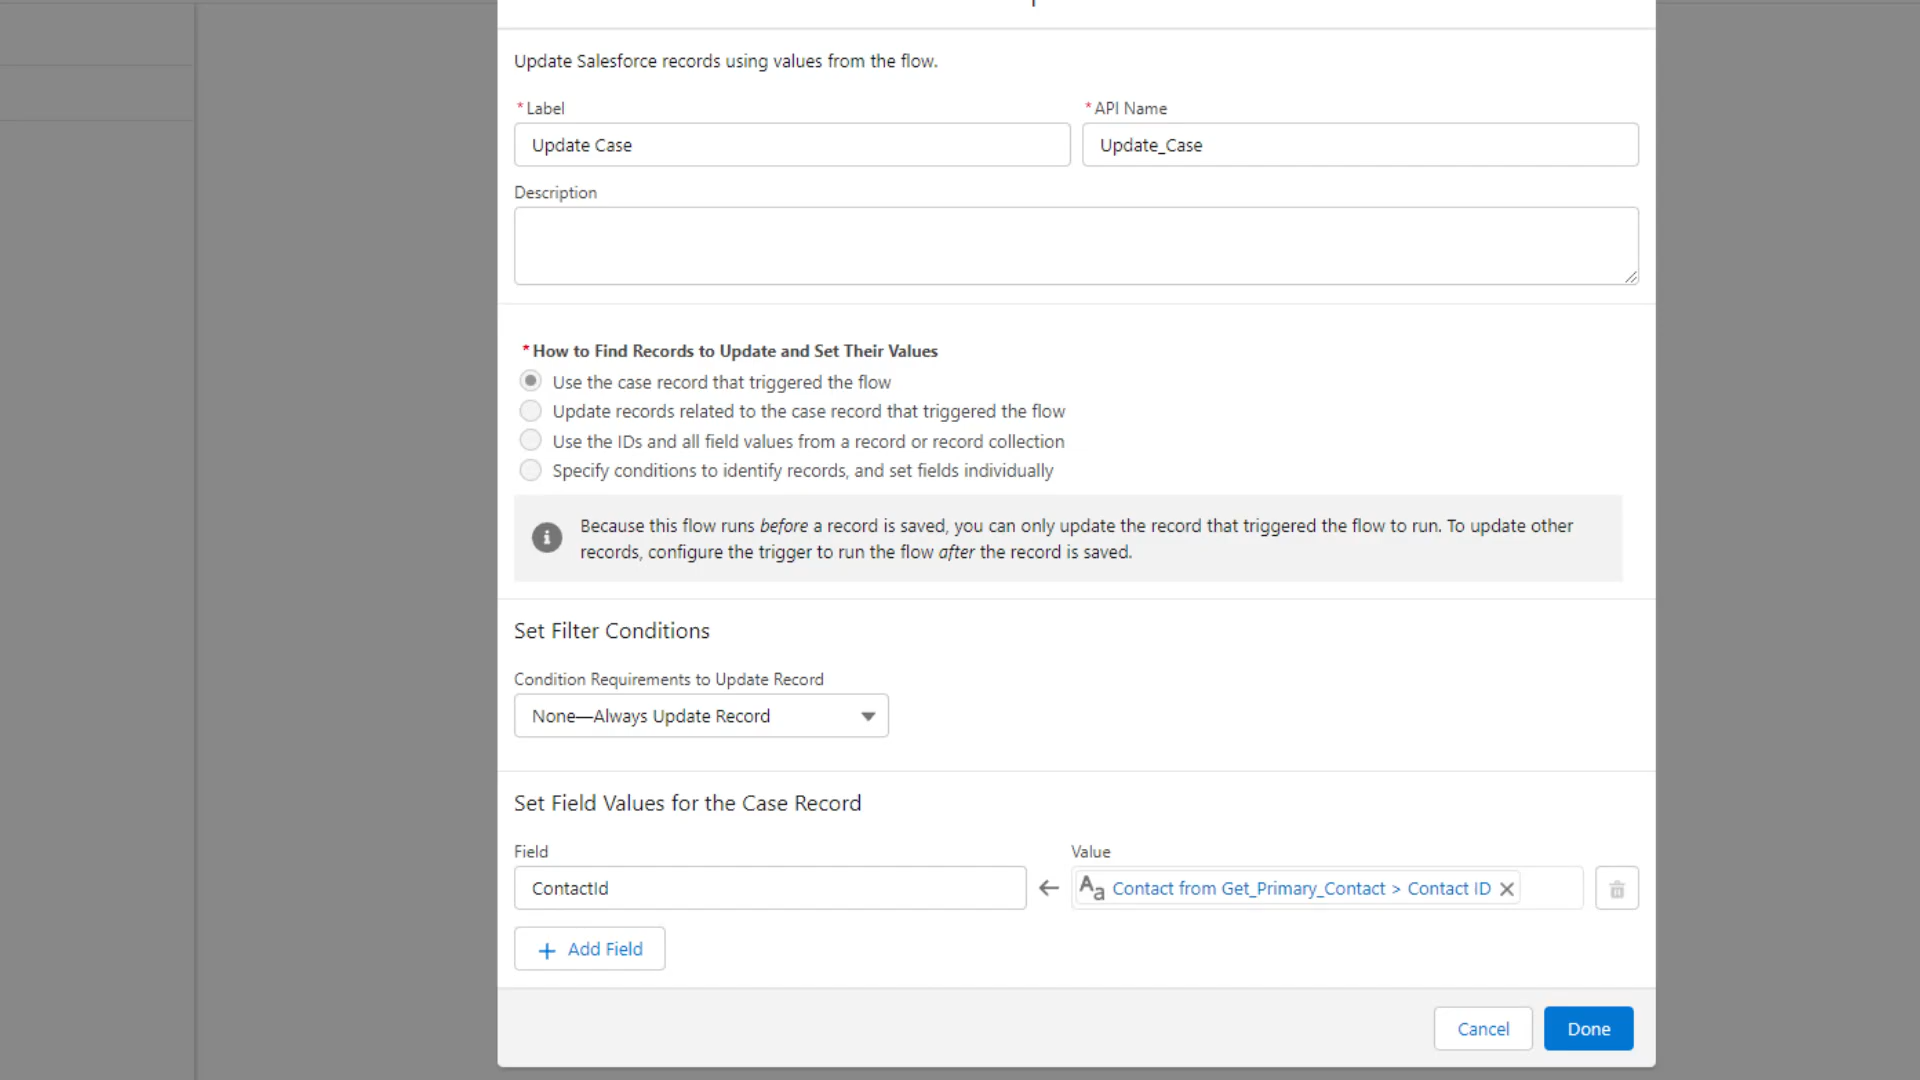 Update Salesforce records using values from the flow.
* Label
* API Name
Update Case
Update_Case
Description
* How to Find Records to Update and Set Their Values
Use the case record that triggered the flow
Update records related to the case record that triggered the flow
Use the IDs and all field values from a record or record collection
Specify conditions to identify records, and set fields individually
Because this flow runs before a record is saved, you can only update the record that triggered the flow to run. To update other
records, configure the trigger to run the flow after the record is saved.
Set Filter Conditions
Condition Requirements to Update Record
None—Always Update Record
Set Field Values for the Case Record
Field
Value
ContactId
Aa Contact from Get_Primary_Contact > Contact ID
Add Field
Cancel
Done